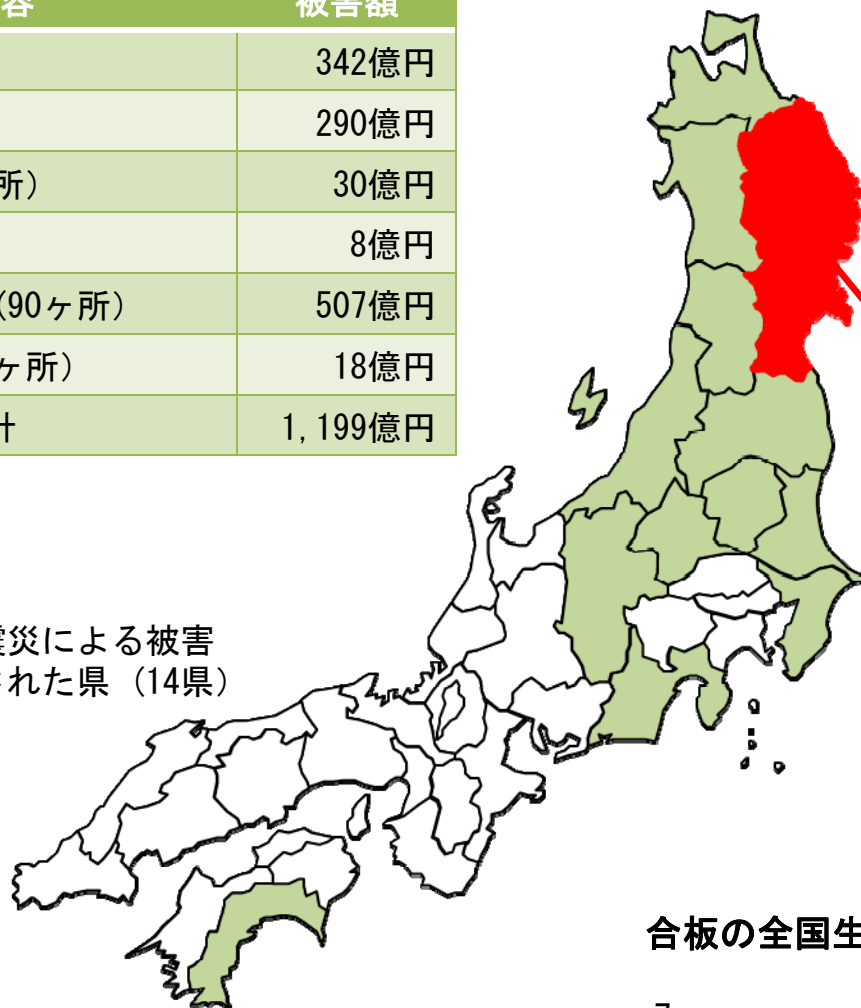 容 被害額
342億円
290億円
所） 30億円
8億円
(90ヶ所） 507億円
ヶ所） 18億円
計 1,199億円
震災による被害
された県（14県）
合板の全国生